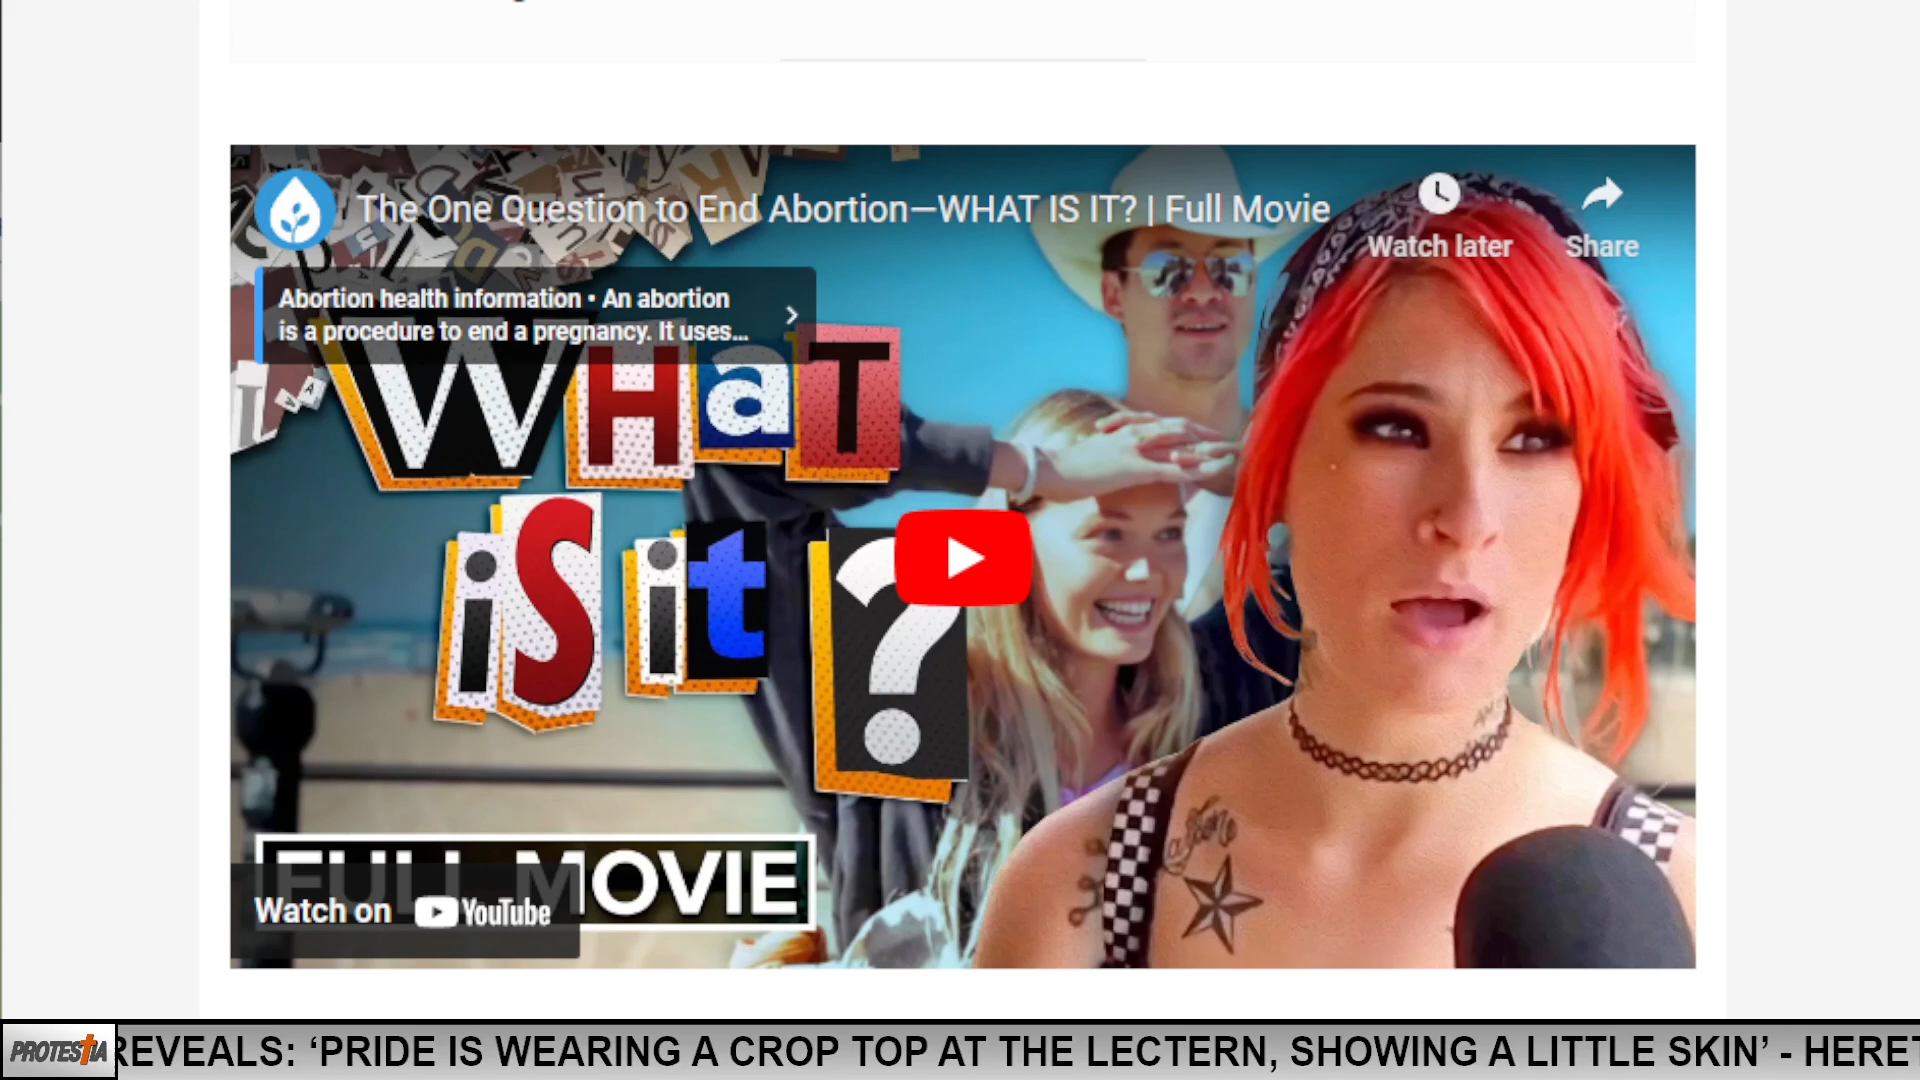 The One Question to End Abortion—WHAT IS IT? | Full Movie
Watch later
Share
Abortion health information • An abortion
is a procedure to end a pregnancy. It uses...
WHaT
iS it ?
FULL MOVIE
Watch on YouTube
PROTESTIA
REVEALS: ‘PRIDE IS WEARING A CROP TOP AT THE LECTERN, SHOWING A LITTLE SKIN’ - HERET